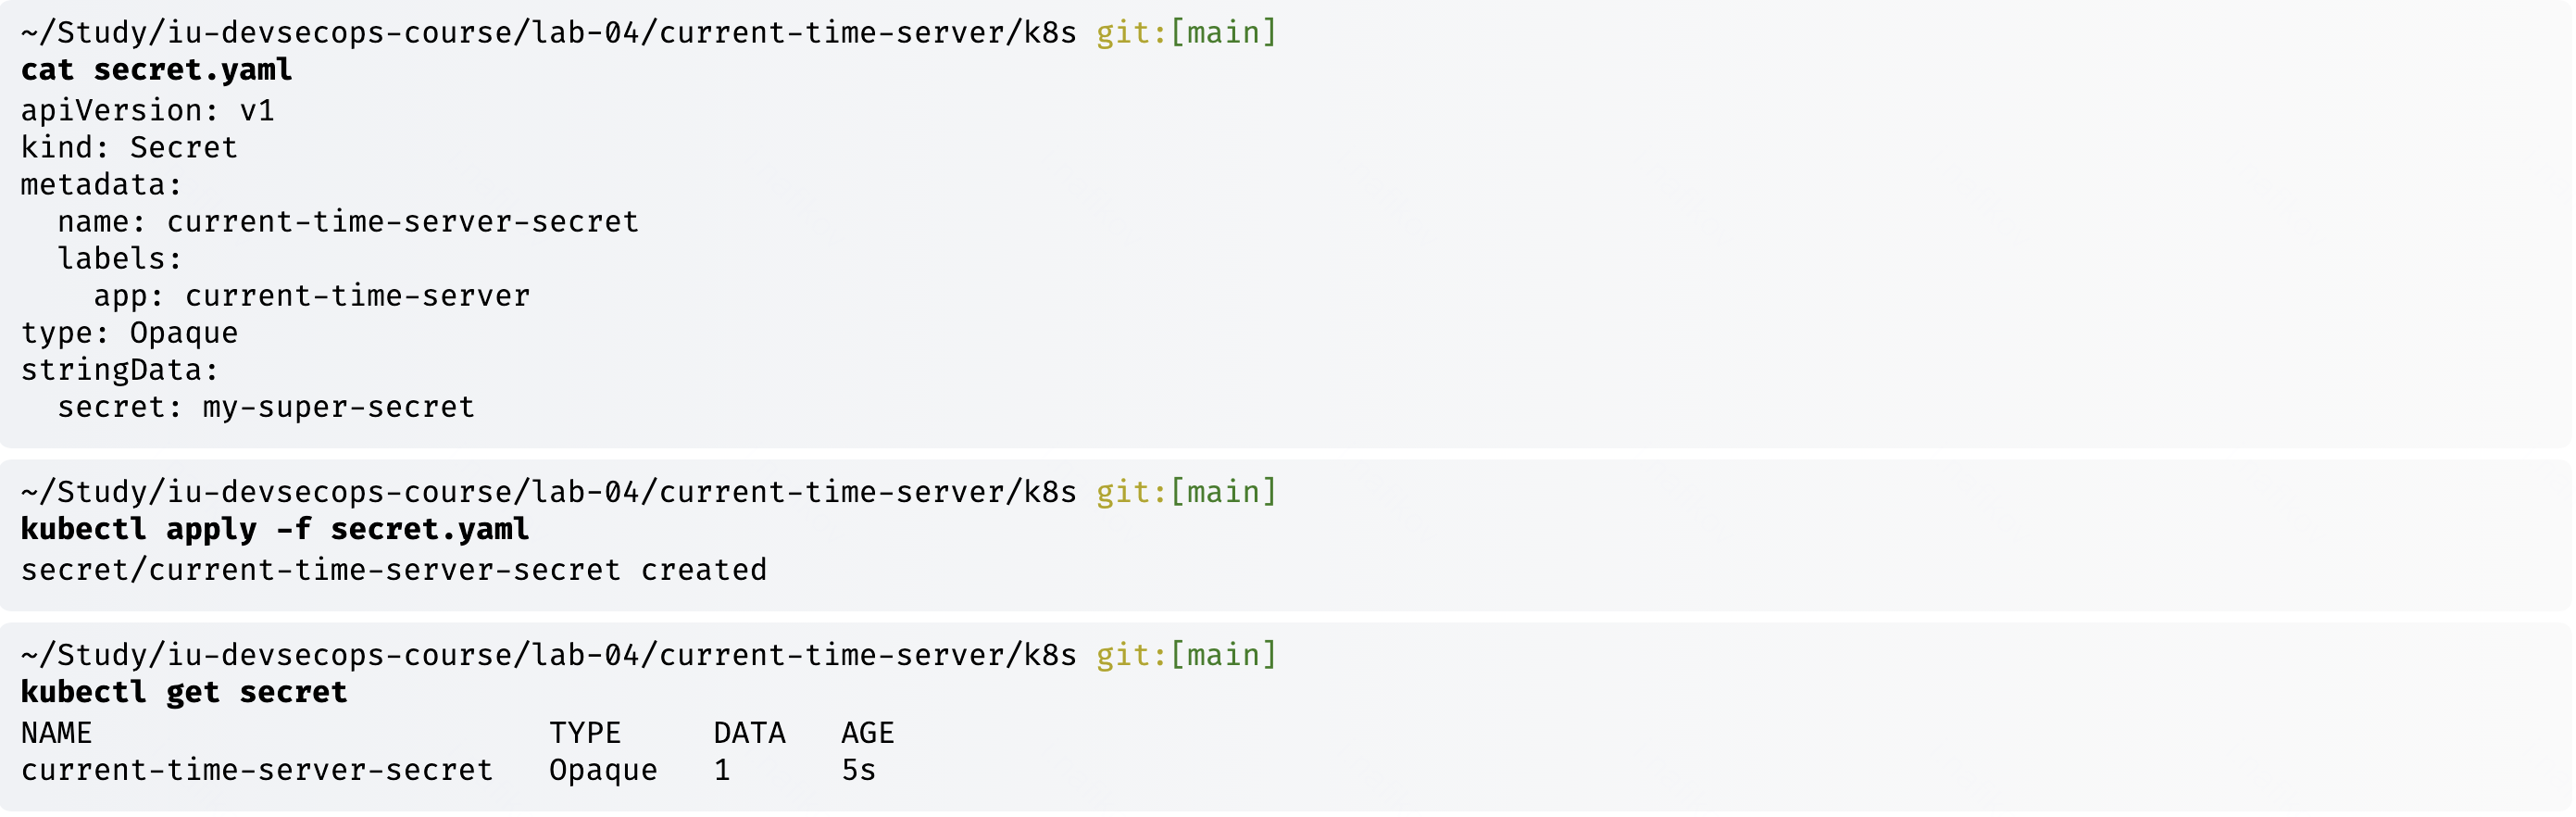 ~/Study/iu-devsecops-course/lab-04/current-time-server/k8s git:[main]
cat secret.yaml
apiVersion: v1
kind: Secret
metadata:
  name: current-time-server-secret
  labels:
    app: current-time-server
type: Opaque
stringData:
  secret: my-super-secret
~/Study/iu-devsecops-course/lab-04/current-time-server/k8s git:[main]
kubectl apply -f secret.yaml
secret/current-time-server-secret created
~/Study/iu-devsecops-course/lab-04/current-time-server/k8s git:[main]
kubectl get secret
NAME                         TYPE     DATA   AGE
current-time-server-secret   Opaque   1      5s